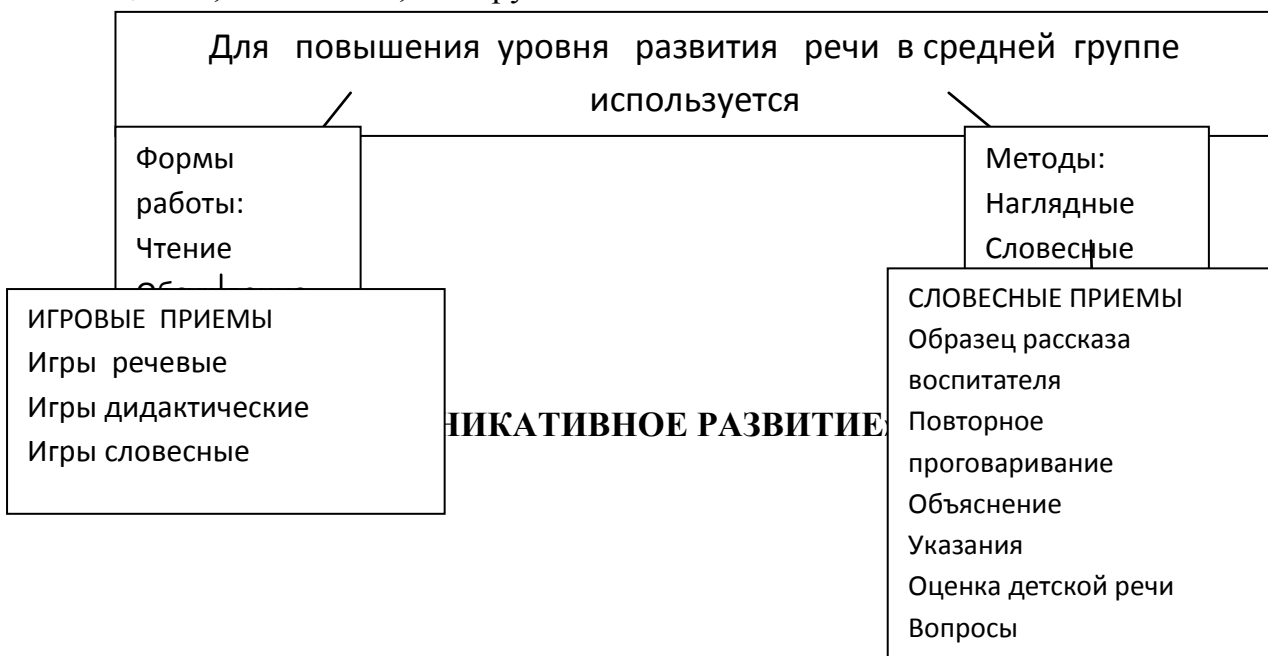 Для повышения уровня развития речи в средней группе
используется
Формы
работы:
Чтение
Методы:
Наглядные
Словесные
ИГРОВЫЕ ПРИЕМЫ
Игры речевые
Игры дидактические
Игры словесные
НИКАТИВНОЕ РАЗВИТИЕ
СЛОВЕСНЫЕ ПРИЕМЫ
Образец рассказа
воспитателя
Повторное
проговаривание
Объяснение
Указания
Оценка детской речи
Вопросы